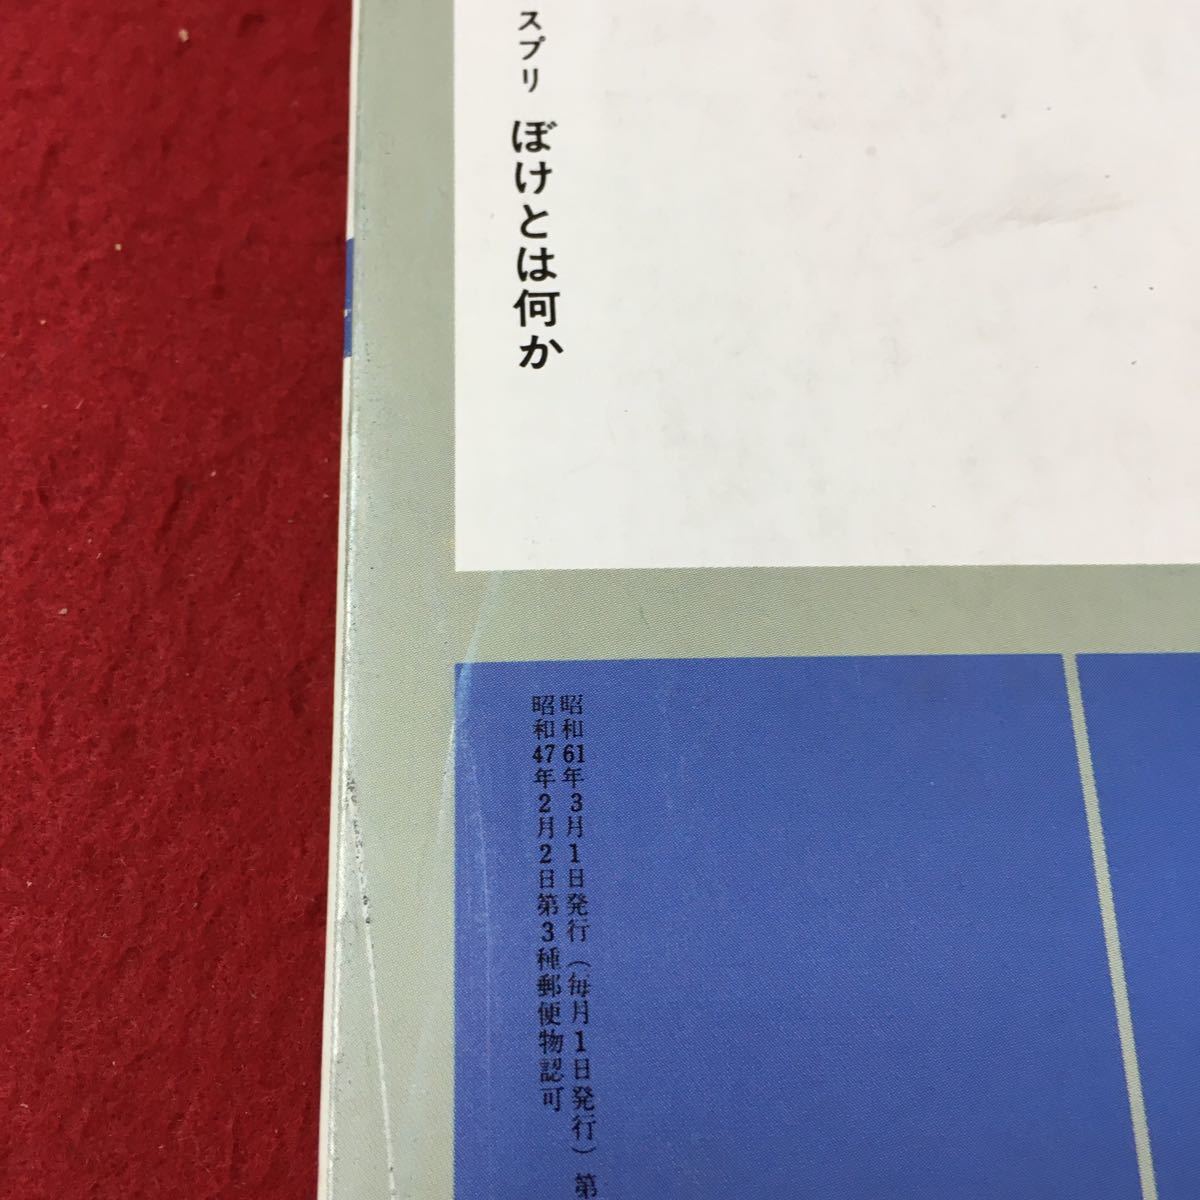 スプリ ぼけとは何か
昭和61年3月1日発行（毎月1日発行）第
昭和47年2月2日第3種郵便物認可